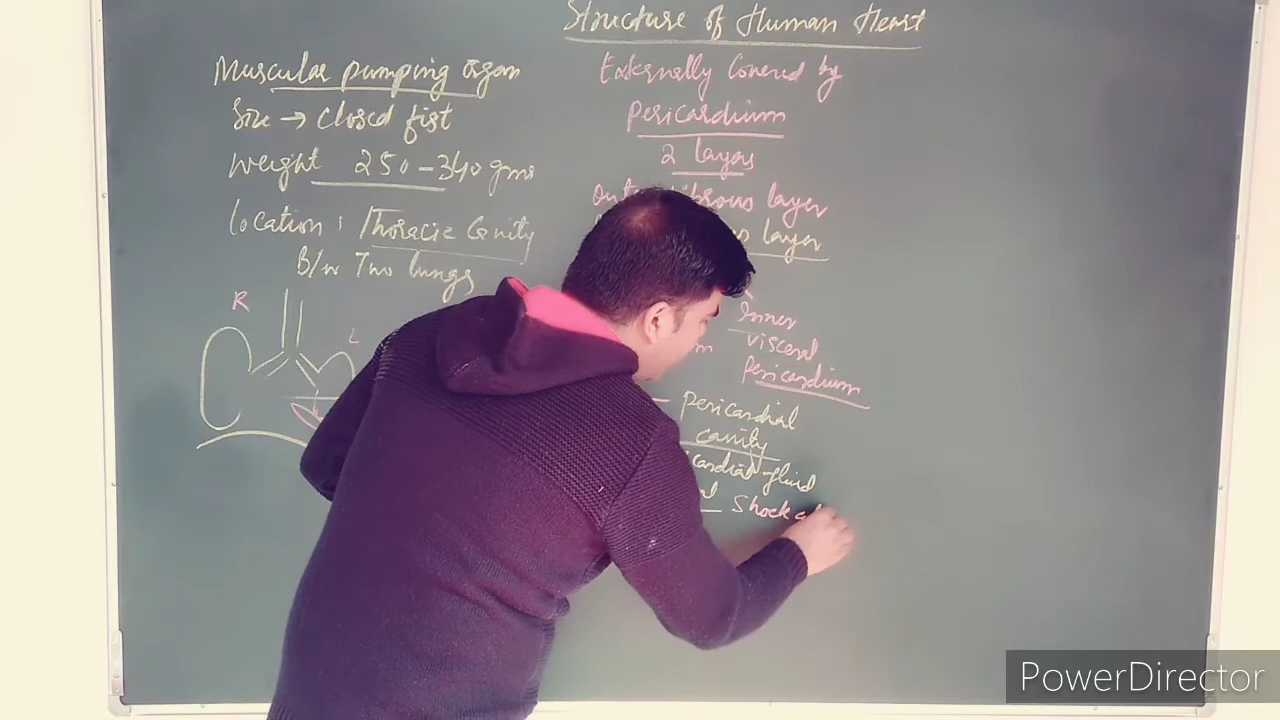 Structure of Human Heart
Muscular pumping organ
Size → closed fist
Weight 250-340 gms
Location : Thoracic Cavity
B/w Two lungs
R
L
Externally Covered by
Pericardium
2 layers
layer
layer
Inner
visceral
pericardium
pericardial
cavity
fluid
Shock
PowerDirector